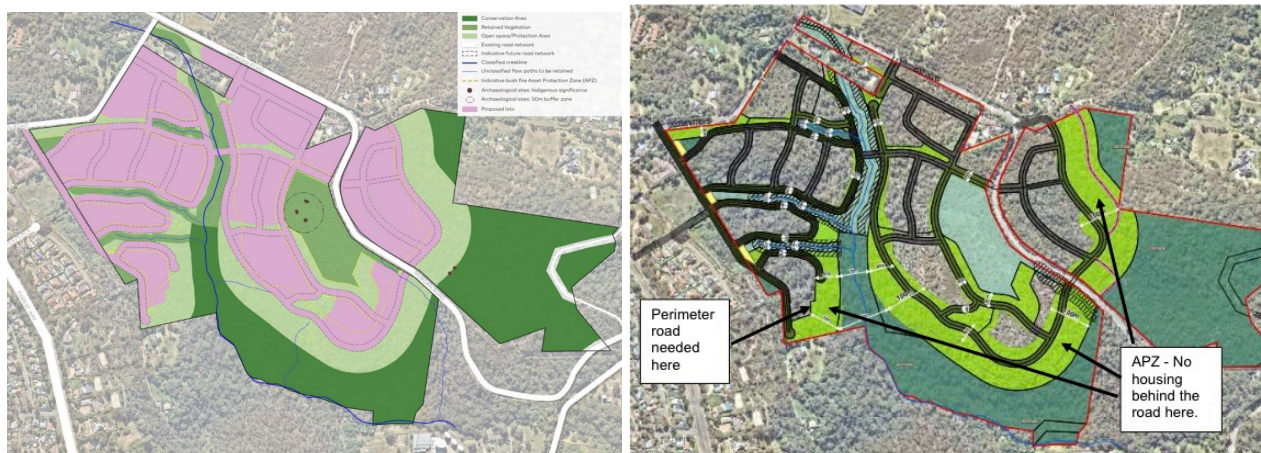 Conservation Area
Retained Vegetation
Open space/Protection Area
Existing road network
Indicative future road network
Classified creekline
Unclassified flow paths to be retained
Indicative bush fire Asset Protection Zone (APZ)
Archaeological sites: Indigenous significance
Archaeological sites: 50m buffer zone
Proposed lots
Perimeter
road
needed
here
100m
APZ - No
housing
behind the
road here.